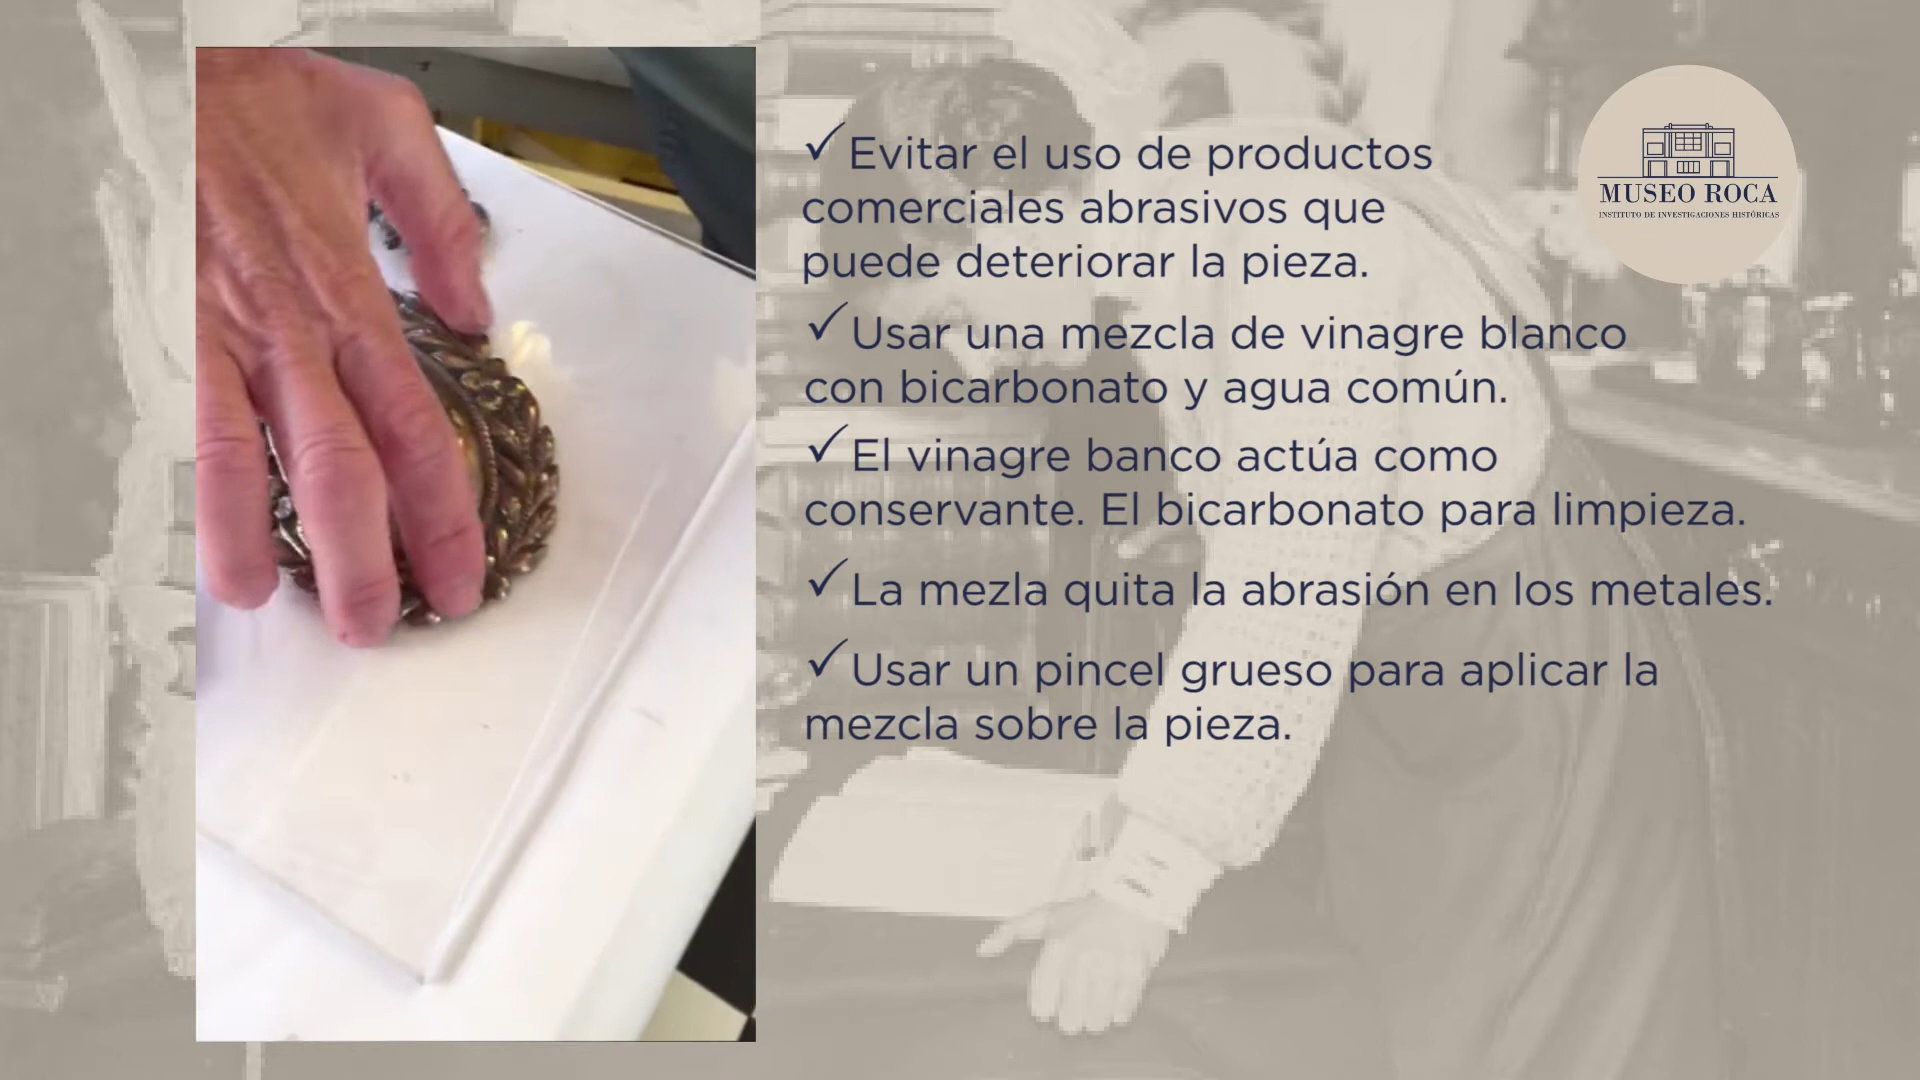 ✓ Evitar el uso de productos
comerciales abrasivos que
puede deteriorar la pieza.
✓ Usar una mezcla de vinagre blanco
con bicarbonato y agua común.
✓ El vinagre banco actúa como
conservante. El bicarbonato para limpieza.
✓ La mezla quita la abrasión en los metales.
✓ Usar un pincel grueso para aplicar la
mezcla sobre la pieza.
MUSEO ROCA
INSTITUTO DE INVESTIGACIONES HISTÓRICAS